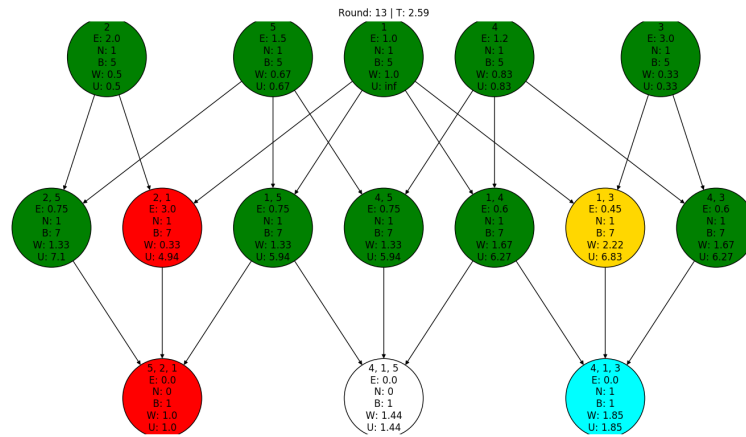 Round: 13 | T: 2.59
2
E: 2.0
N: 1
B: 5
W: 0.5
U: 0.5
5
E: 1.5
N: 1
B: 5
W: 0.67
U: 0.67
1
E: 1.0
N: 1
B: 5
W: 1.0
U: inf
4
E: 1.2
N: 1
B: 5
W: 0.83
U: 0.83
3
E: 3.0
N: 1
B: 5
W: 0.33
U: 0.33
2, 5
E: 0.75
N: 1
B: 7
W: 1.33
U: 7.1
2, 1
E: 3.0
N: 1
B: 7
W: 0.33
U: 4.94
1, 5
E: 0.75
N: 1
B: 7
W: 1.33
U: 5.94
4, 5
E: 0.75
N: 1
B: 7
W: 1.33
U: 5.94
1, 4
E: 0.6
N: 1
B: 7
W: 1.67
U: 6.27
1, 3
E: 0.45
N: 1
B: 7
W: 2.22
U: 6.83
4, 3
E: 0.6
N: 1
B: 7
W: 1.67
U: 6.27
5, 2, 1
E: 0.0
N: 0
B: 1
W: 1.0
U: 1.0
4, 1, 5
E: 0.0
N: 0
B: 1
W: 1.44
U: 1.44
4, 1, 3
E: 0.0
N: 1
B: 1
W: 1.85
U: 1.85